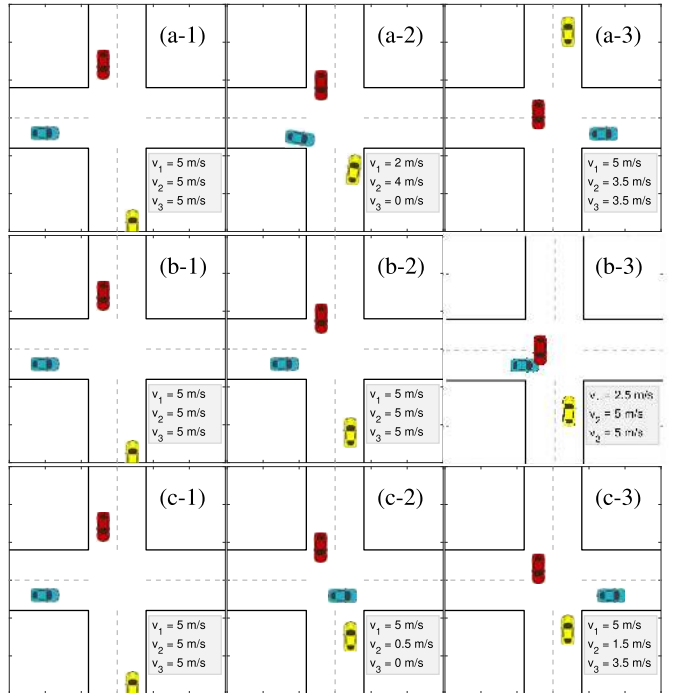 (a-1)
v1 = 5 m/s
v2 = 5 m/s
v3 = 5 m/s
(a-2)
v1 = 2 m/s
v2 = 4 m/s
v3 = 0 m/s
(a-3)
v1 = 5 m/s
v2 = 3.5 m/s
v3 = 3.5 m/s
(b-1)
v1 = 5 m/s
v2 = 5 m/s
v3 = 5 m/s
(b-2)
v1 = 5 m/s
v2 = 5 m/s
v3 = 5 m/s
(b-3)
v1 = 2.5 m/s
v2 = 5 m/s
v3 = 5 m/s
(c-1)
v1 = 5 m/s
v2 = 5 m/s
v3 = 5 m/s
(c-2)
v1 = 5 m/s
v2 = 0.5 m/s
v3 = 0 m/s
(c-3)
v1 = 5 m/s
v2 = 1.5 m/s
v3 = 3.5 m/s